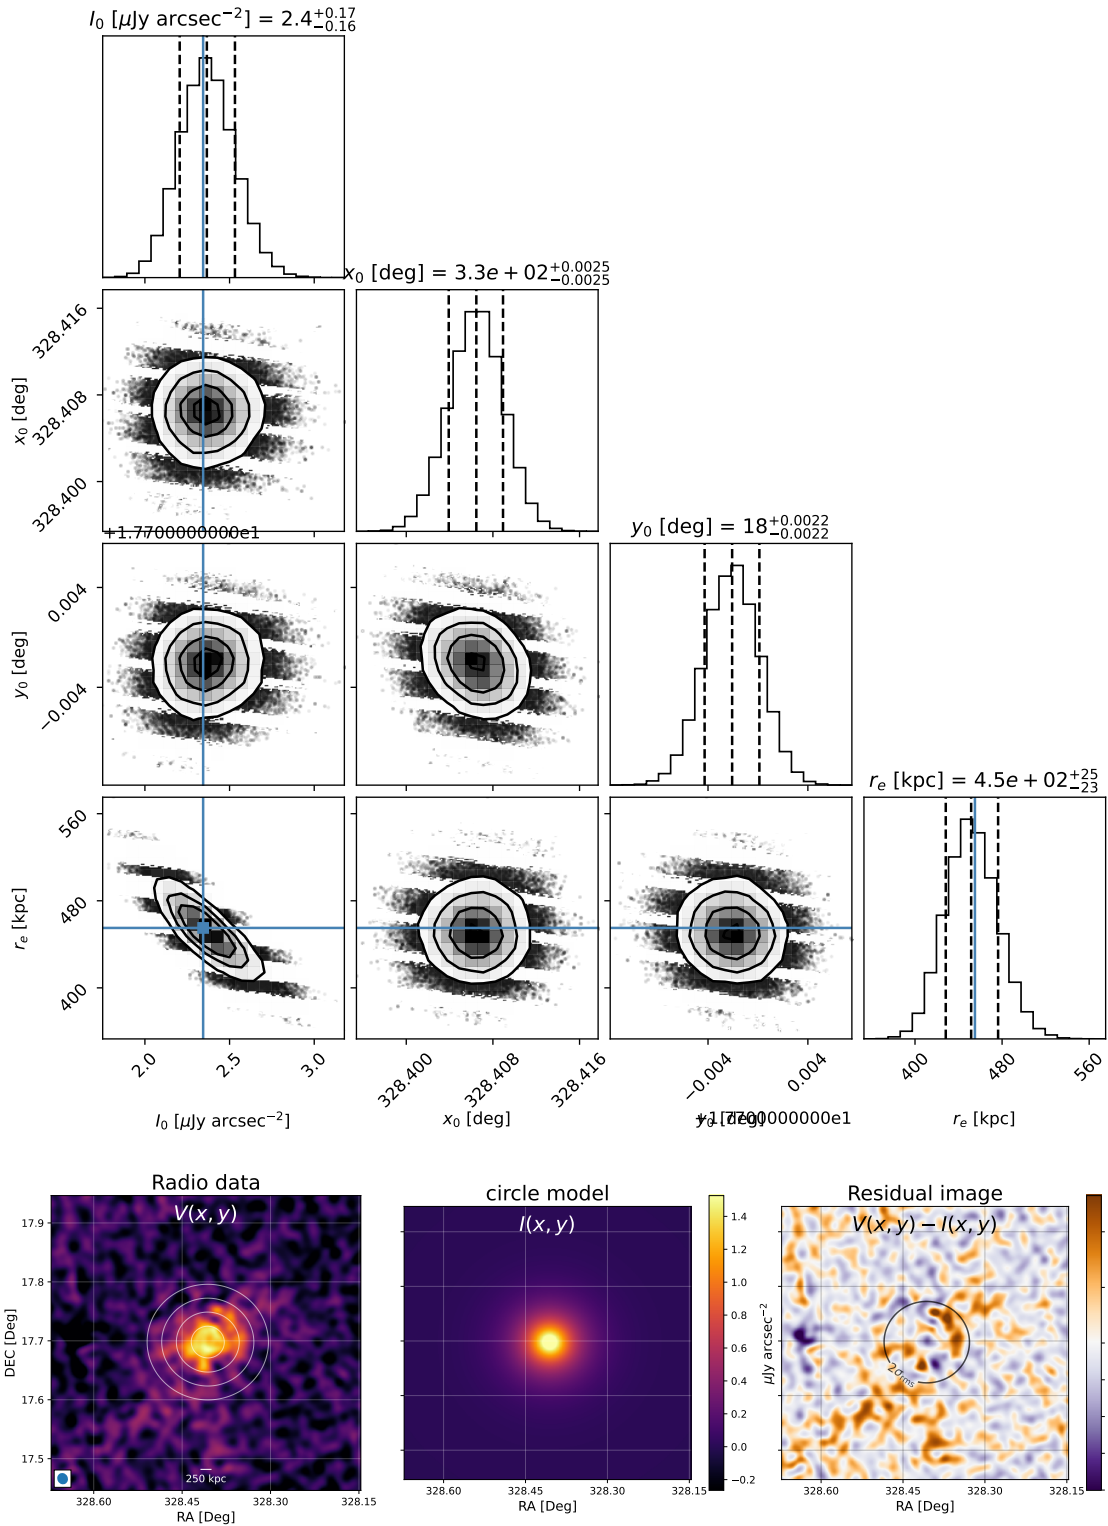 I₀ [μJy arcsec⁻²] = 2.4 +0.17 −0.16
x₀ [deg] = 3.3e + 02 +0.0025 −0.0025
328.416
328.408
328.400
x₀ [deg]
+1.7700000000e1
y₀ [deg] = 18 +0.0022 −0.0022
0.004
−0.004
y₀ [deg]
rₑ [kpc] = 4.5e + 02 +25 −23
560
480
400
rₑ [kpc]
2.0 2.5 3.0
328.400 328.408 328.416
−0.004 0.004
400 480 560
I₀ [μJy arcsec⁻²]
x₀ [deg]
y₀ [deg]
+1.7700000000e1
rₑ [kpc]
Radio data
V(x, y)
17.9
17.8
17.7
17.6
17.5
DEC [Deg]
250 kpc
328.60 328.45 328.30 328.15
RA [Deg]
circle model
I(x, y)
328.60 328.45 328.30 328.15
RA [Deg]
1.4
1.2
1.0
0.8
0.6
0.4
0.2
0.0
−0.2
μJy arcsec⁻²
Residual image
V(x, y) − I(x, y)
2σrms
328.60 328.45 328.30 328.15
RA [Deg]